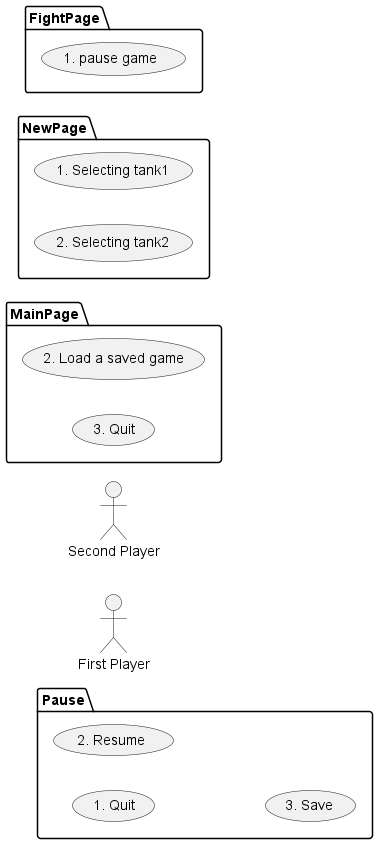 FightPage
1. pause game
NewPage
1. Selecting tank1
2. Selecting tank2
MainPage
2. Load a saved game
3. Quit
Second Player
First Player
Pause
2. Resume
1. Quit
3. Save